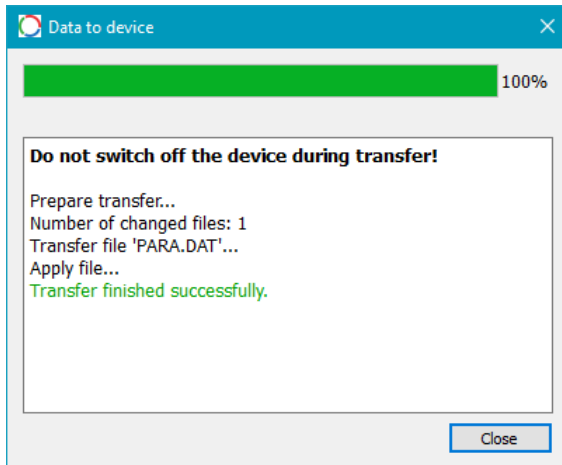 Data to device
100%
Do not switch off the device during transfer!
Prepare transfer...
Number of changed files: 1
Transfer file 'PARA.DAT'...
Apply file...
Transfer finished successfully.
Close